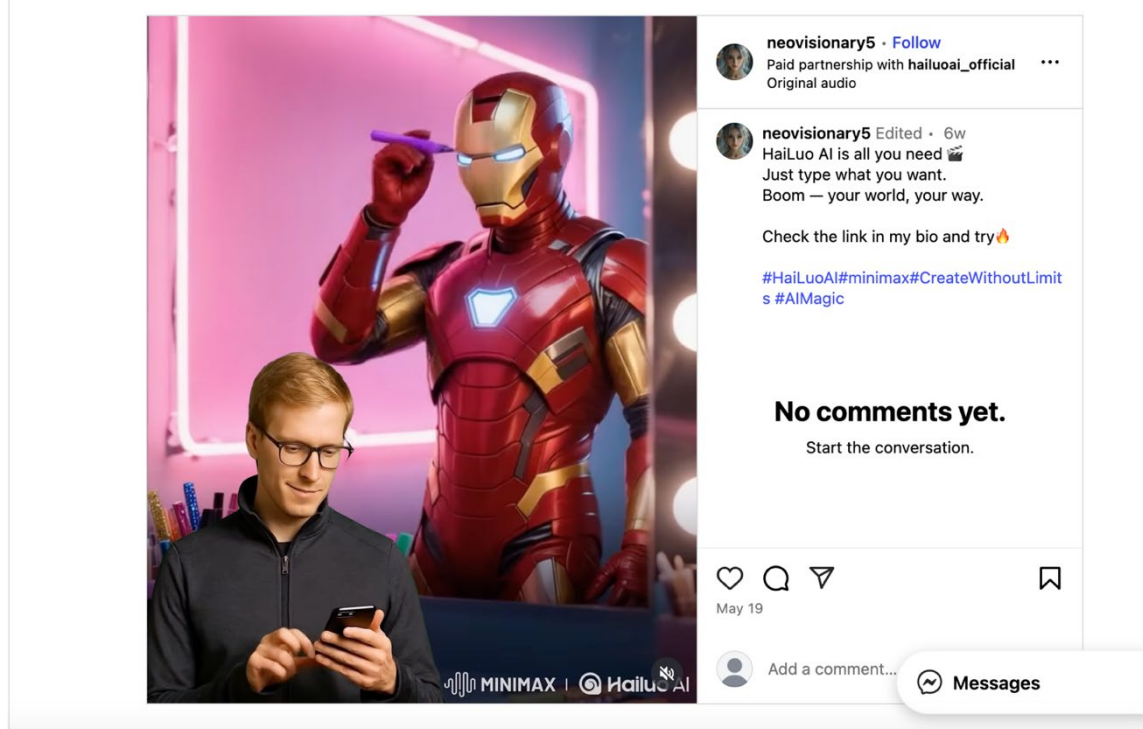 neovisionary5 • Follow
Paid partnership with hailuoai_official
Original audio
neovisionary5 Edited • 6w
HaiLuo AI is all you need 🎬
Just type what you want.
Boom — your world, your way.
Check the link in my bio and try🔥
#HaiLuoAI#minimax#CreateWithoutLimit
s #AIMagic
No comments yet.
Start the conversation.
May 19
Add a comment...
Messages
MINIMAX | Hailuo AI